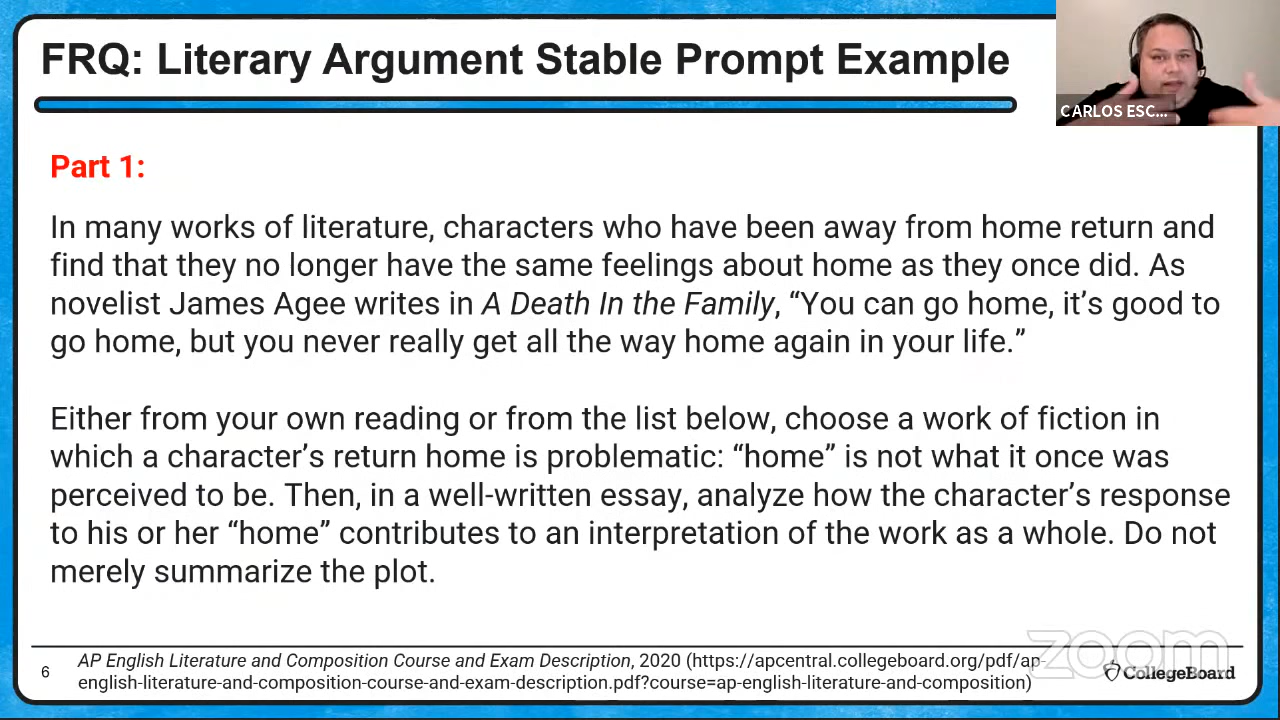 FRQ: Literary Argument Stable Prompt Example
CARLOS ESC...
Part 1:
In many works of literature, characters who have been away from home return and
find that they no longer have the same feelings about home as they once did. As
novelist James Agee writes in A Death In the Family, “You can go home, it’s good to
go home, but you never really get all the way home again in your life.”
Either from your own reading or from the list below, choose a work of fiction in
which a character’s return home is problematic: “home” is not what it once was
perceived to be. Then, in a well-written essay, analyze how the character’s response
to his or her “home” contributes to an interpretation of the work as a whole. Do not
merely summarize the plot.
zoom
6
AP English Literature and Composition Course and Exam Description, 2020 (https://apcentral.collegeboard.org/pdf/ap-
english-literature-and-composition-course-and-exam-description.pdf?course=ap-english-literature-and-composition)
CollegeBoard